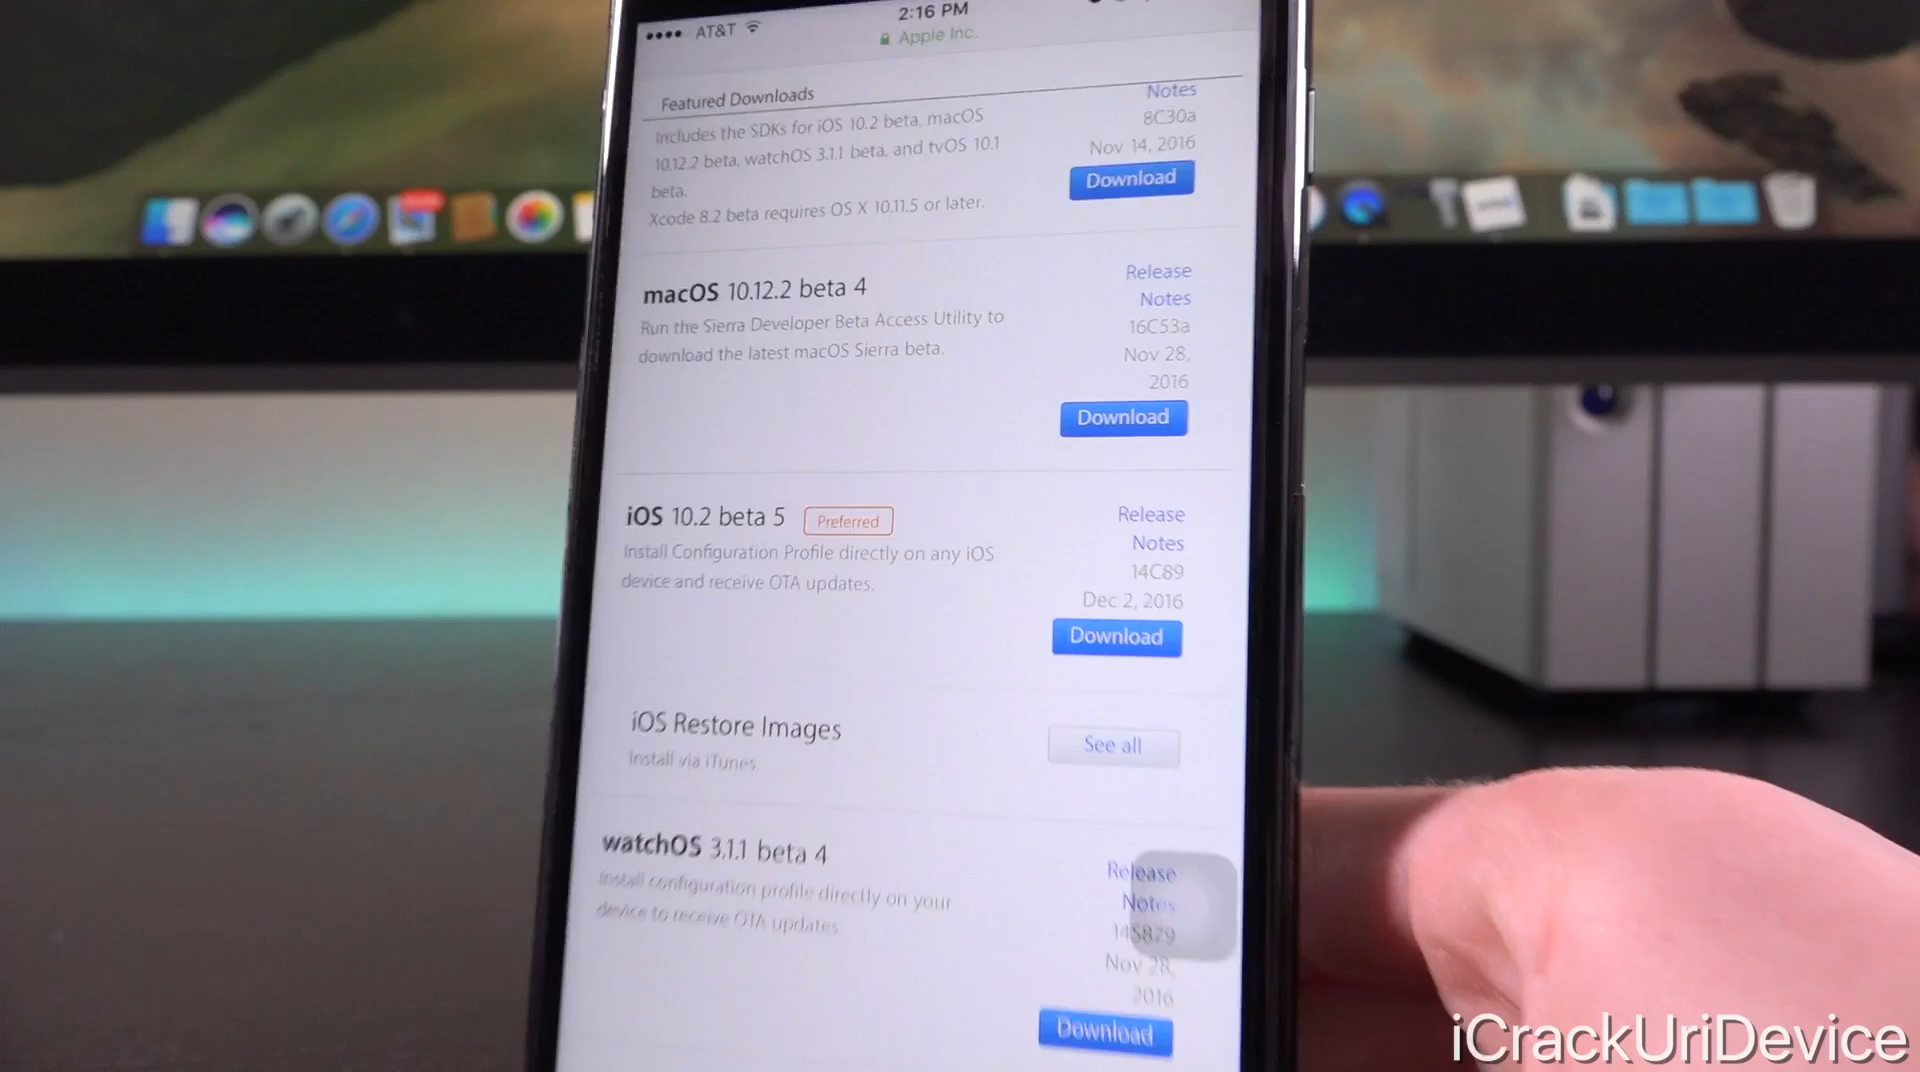 AT&T
2:16 PM
Apple Inc.
Featured Downloads
Notes
Includes the SDKs for iOS 10.2 beta, macOS
8C30a
10.12.2 beta, watchOS 3.1.1 beta, and tvOS 10.1
Nov 14, 2016
beta.
Download
Xcode 8.2 beta requires OS X 10.11.5 or later.
macOS 10.12.2 beta 4
Release
Notes
Run the Sierra Developer Beta Access Utility to
16C53a
download the latest macOS Sierra beta.
Nov 28,
2016
Download
iOS 10.2 beta 5 Preferred
Release
Notes
Install Configuration Profile directly on any iOS
14C89
device and receive OTA updates.
Dec 2, 2016
Download
iOS Restore Images
See all
Install via iTunes.
watchOS 3.1.1 beta 4
Release
Install configuration profile directly on your
Notes
device to receive OTA updates.
14S879
Nov 28,
2016
Download
iCrackUriDevice